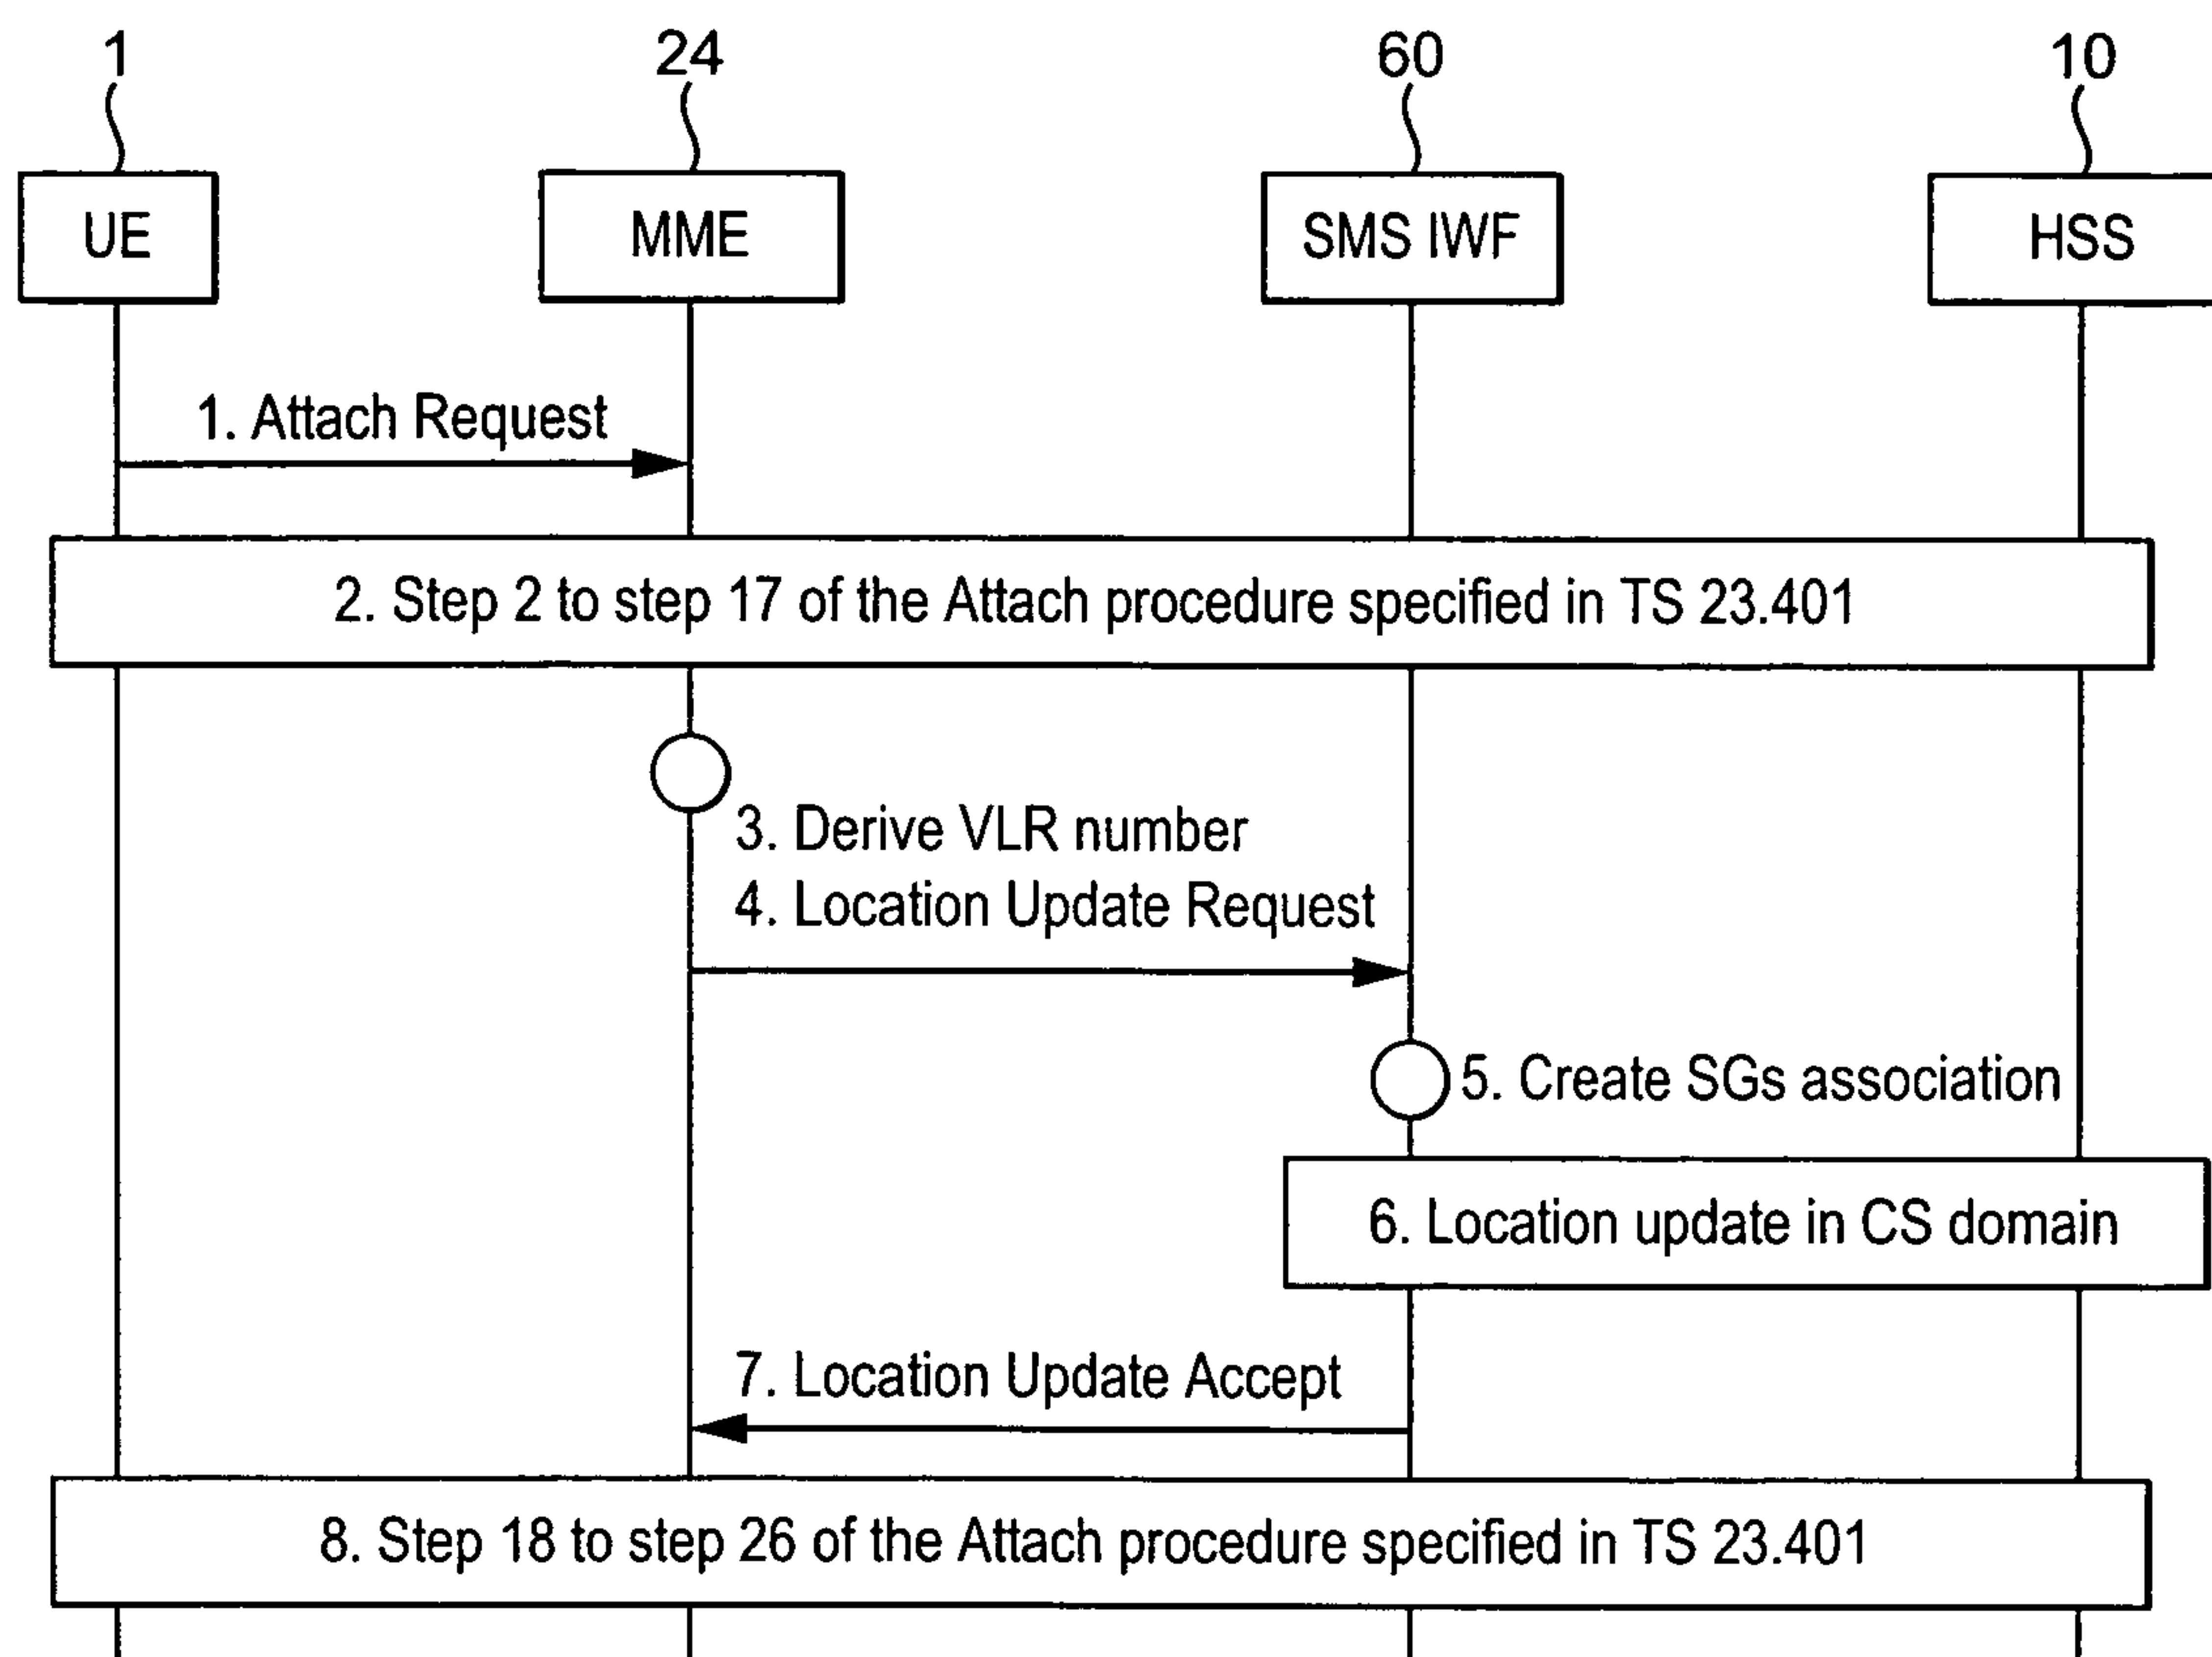 1
24
60
10
UE
MME
SMS IWF
HSS
1. Attach Request
2. Step 2 to step 17 of the Attach procedure specified in TS 23.401
3. Derive VLR number
4. Location Update Request
5. Create SGs association
6. Location update in CS domain
7. Location Update Accept
8. Step 18 to step 26 of the Attach procedure specified in TS 23.401